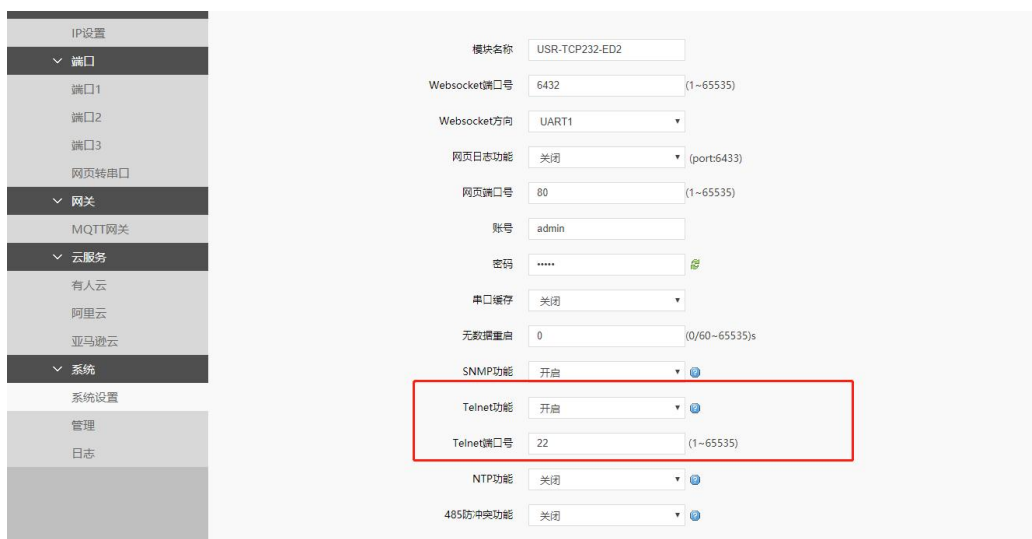 IP设置
端口
端口1
端口2
端口3
网页转串口
网关
MQTT网关
云服务
有人云
阿里云
亚马逊云
系统
系统设置
管理
日志
模块名称 USR-TCP232-ED2
Websocket端口号 6432 (1~65535)
Websocket方向 UART1
网页日志功能 关闭 (port:6433)
网页端口号 80 (1~65535)
账号 admin
密码 •••••
串口缓存 关闭
无数据重启 0 (0/60~65535)s
SNMP功能 开启
Telnet功能 开启
Telnet端口号 22 (1~65535)
NTP功能 关闭
485防冲突功能 关闭